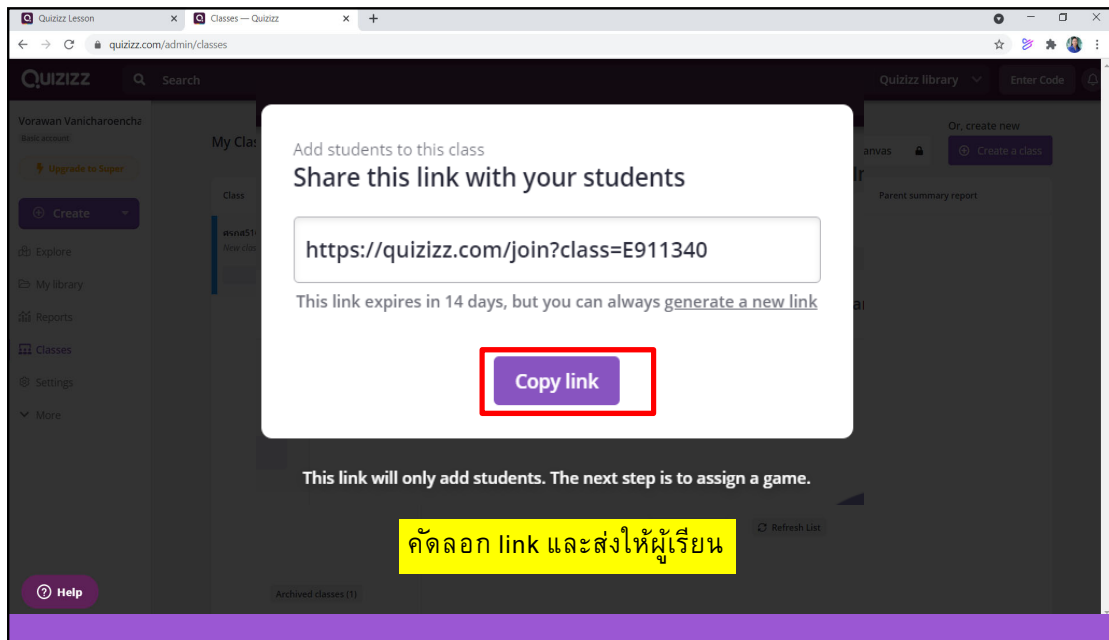 Quizizz Lesson
Classes — Quizizz
quizizz.com/admin/classes
QUIZIZZ
Search
Quizizz library
Enter Code
Vorawan Vanicharoencha
Basic account
Upgrade to Super
Create
Explore
My library
Reports
Classes
Settings
More
Help
My Cla
Class
New clas
Or, create new
anvas
Create a class
Parent summary report
Add students to this class
Share this link with your students
https://quizizz.com/join?class=E911340
This link expires in 14 days, but you can always generate a new link
Copy link
This link will only add students. The next step is to assign a game.
Refresh List
คัดลอก link และส่งให้ผู้เรียน
Archived classes (1)